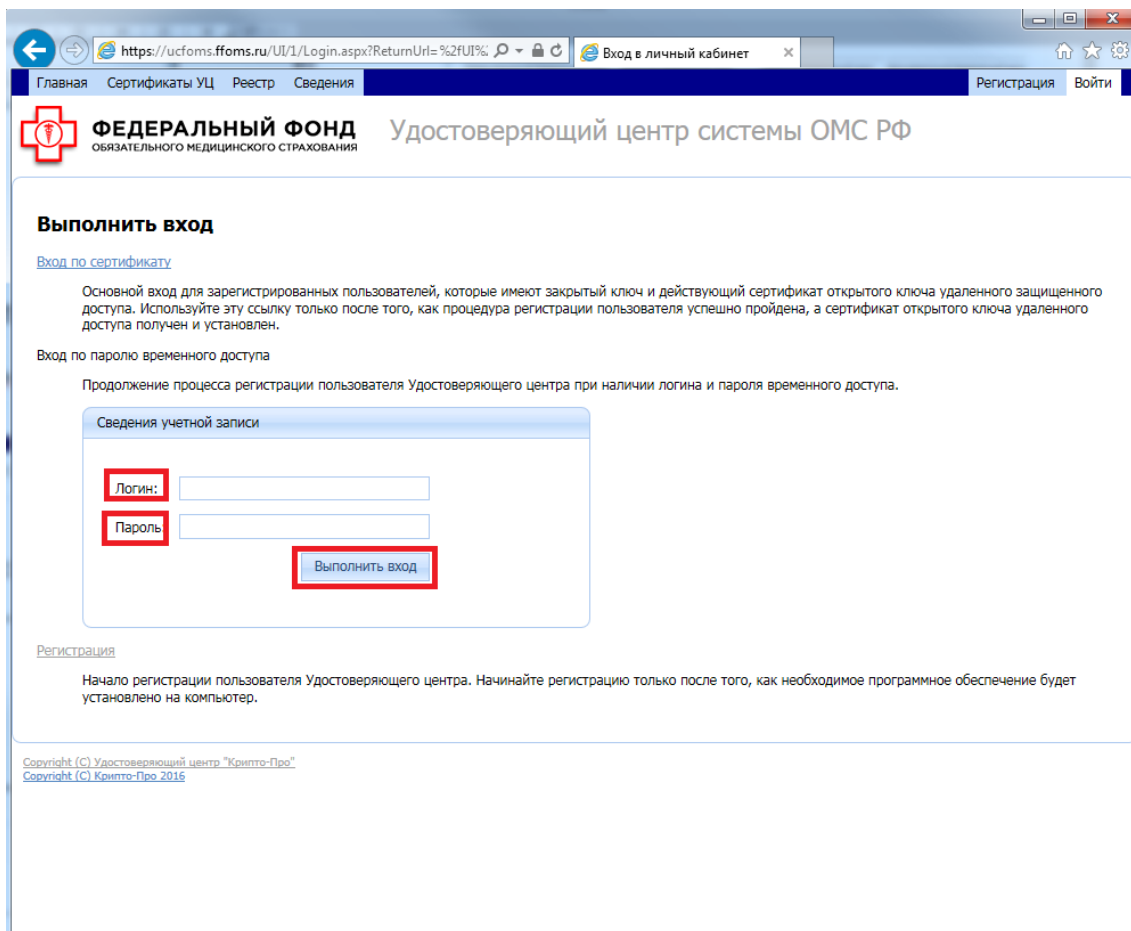 https://ucfoms.ffoms.ru/UI/1/Login.aspx?ReturnUrl=%2fUI%
Вход в личный кабинет
Главная Сертификаты УЦ Реестр Сведения Регистрация Войти
ФЕДЕРАЛЬНЫЙ ФОНД
ОБЯЗАТЕЛЬНОГО МЕДИЦИНСКОГО СТРАХОВАНИЯ
Удостоверяющий центр системы ОМС РФ
Выполнить вход
Вход по сертификату
Основной вход для зарегистрированных пользователей, которые имеют закрытый ключ и действующий сертификат открытого ключа удаленного защищенного
доступа. Используйте эту ссылку только после того, как процедура регистрации пользователя успешно пройдена, а сертификат открытого ключа удаленного
доступа получен и установлен.
Вход по паролю временного доступа
Продолжение процесса регистрации пользователя Удостоверяющего центра при наличии логина и пароля временного доступа.
Сведения учетной записи
Логин:
Пароль:
Выполнить вход
Регистрация
Начало регистрации пользователя Удостоверяющего центра. Начинайте регистрацию только после того, как необходимое программное обеспечение будет
установлено на компьютер.
Copyright (C) Удостоверяющий центр "Крипто-Про"
Copyright (C) Крипто-Про 2016